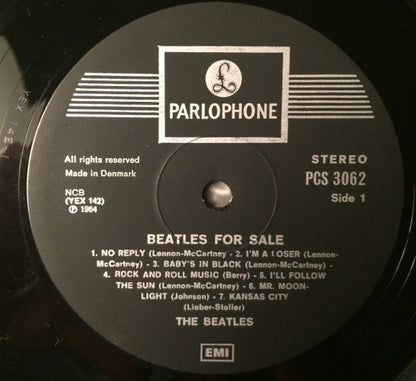 £
PARLOPHONE
All rights reserved
Made in Denmark
STEREO
PCS 3062
Side 1
NCB
(YEX 142)
Ⓟ 1964
BEATLES FOR SALE
1. NO REPLY (Lennon-McCartney - 2. I'M A LOSER (Lennon-
McCartney) - 3. BABY'S IN BLACK (Lennon-McCartney) -
4. ROCK AND ROLL MUSIC (Berry) - 5. I'LL FOLLOW
THE SUN (Lennon-McCartney) - 6. MR. MOON-
LIGHT (Johnson) - 7. KANSAS CITY
(Lieber-Stoller)
THE BEATLES
EMI